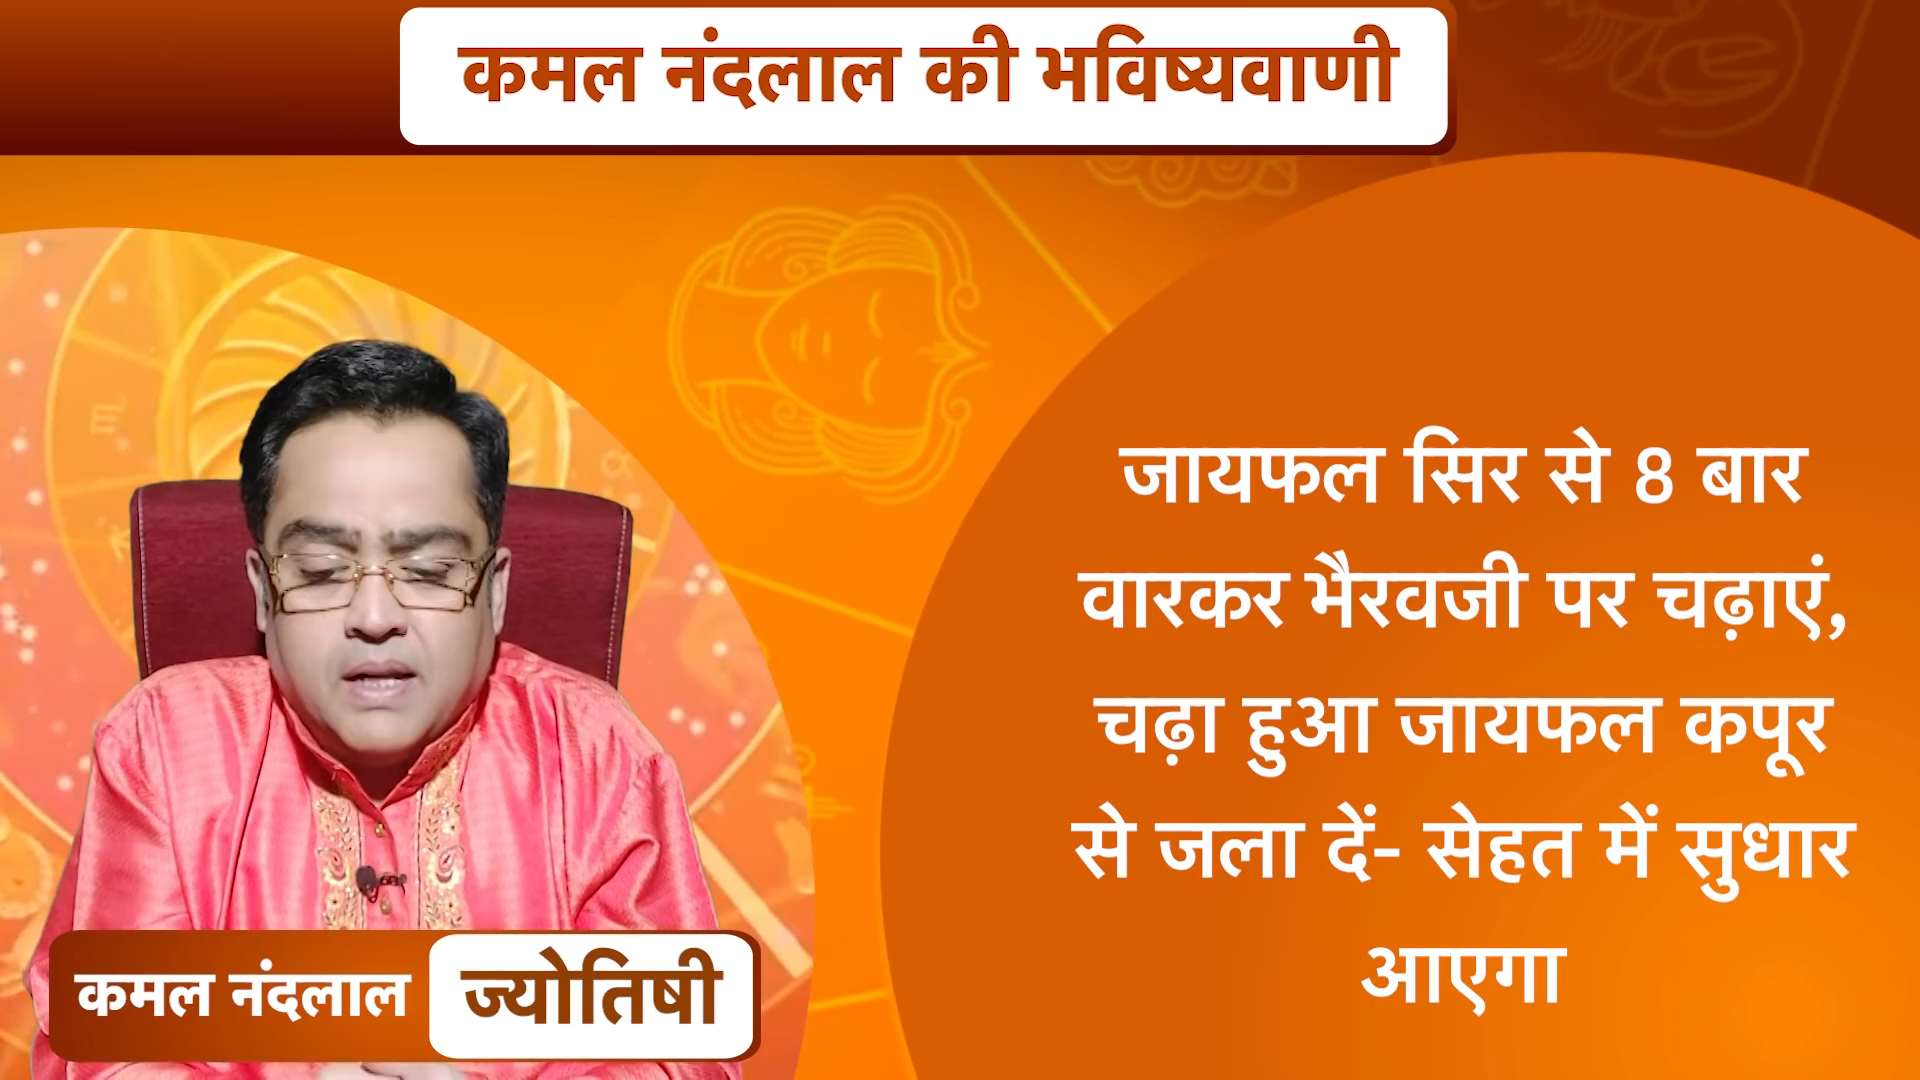 कमल नंदलाल की भविष्यवाणी
जायफल सिर से 8 बार
वारकर भैरवजी पर चढ़ाएं,
चढ़ा हुआ जायफल कपूर
से जला दें- सेहत में सुधार
आएगा
कमल नंदलाल ज्योतिषी